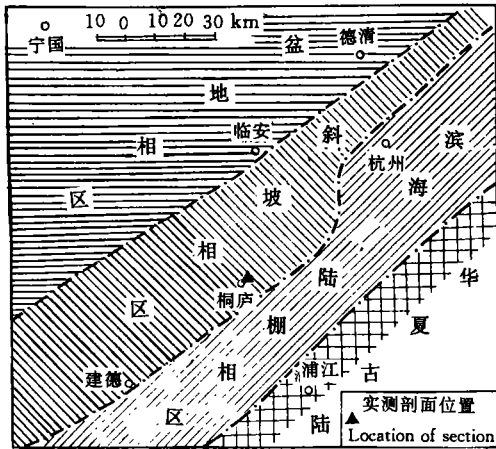 10 0 10 20 30 km
宁国
德清
盆地相区
临安
斜坡相区
杭州
滨海陆棚相区
桐庐
建德
浦江
华夏古陆
▲ 实测剖面位置
Location of section